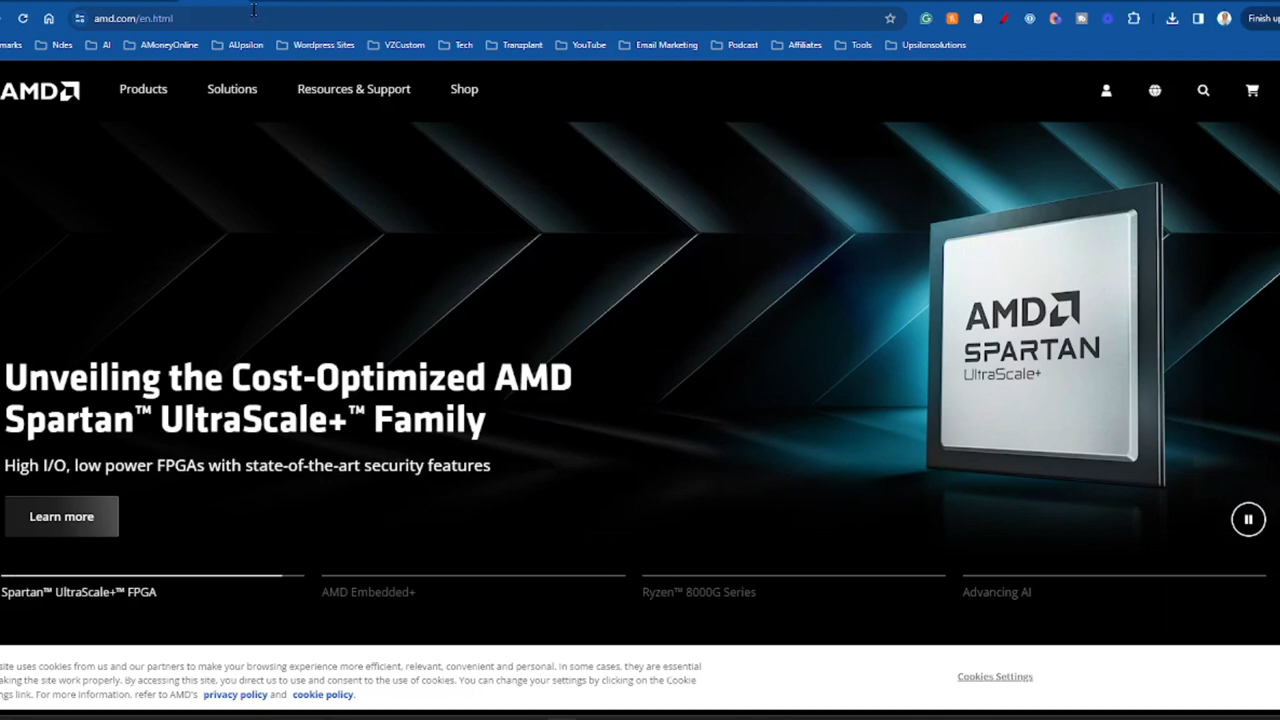 amd.com/en.html
Finish up
marks Ndes AI AMoneyOnline AUpsilon Wordpress Sites VZCustom Tech Tranzplant YouTube Email Marketing Podcast Affiliates Tools Upsilonsolutions
AMD Products Solutions Resources & Support Shop
AMD
SPARTAN
UltraScale+
Unveiling the Cost-Optimized AMD
Spartan™ UltraScale+™ Family
High I/O, low power FPGAs with state-of-the-art security features
Learn more
Spartan™ UltraScale+™ FPGA AMD Embedded+ Ryzen™ 8000G Series Advancing AI
site uses cookies from us and our partners to make your browsing experience more efficient, relevant, convenient and personal. In some cases, they are essential
aking the site work properly. By accessing this site, you direct us to use and consent to the use of cookies. You can change your settings by clicking on the Cookie
ngs link. For more information, refer to AMD's privacy policy and cookie policy.
Cookies Settings